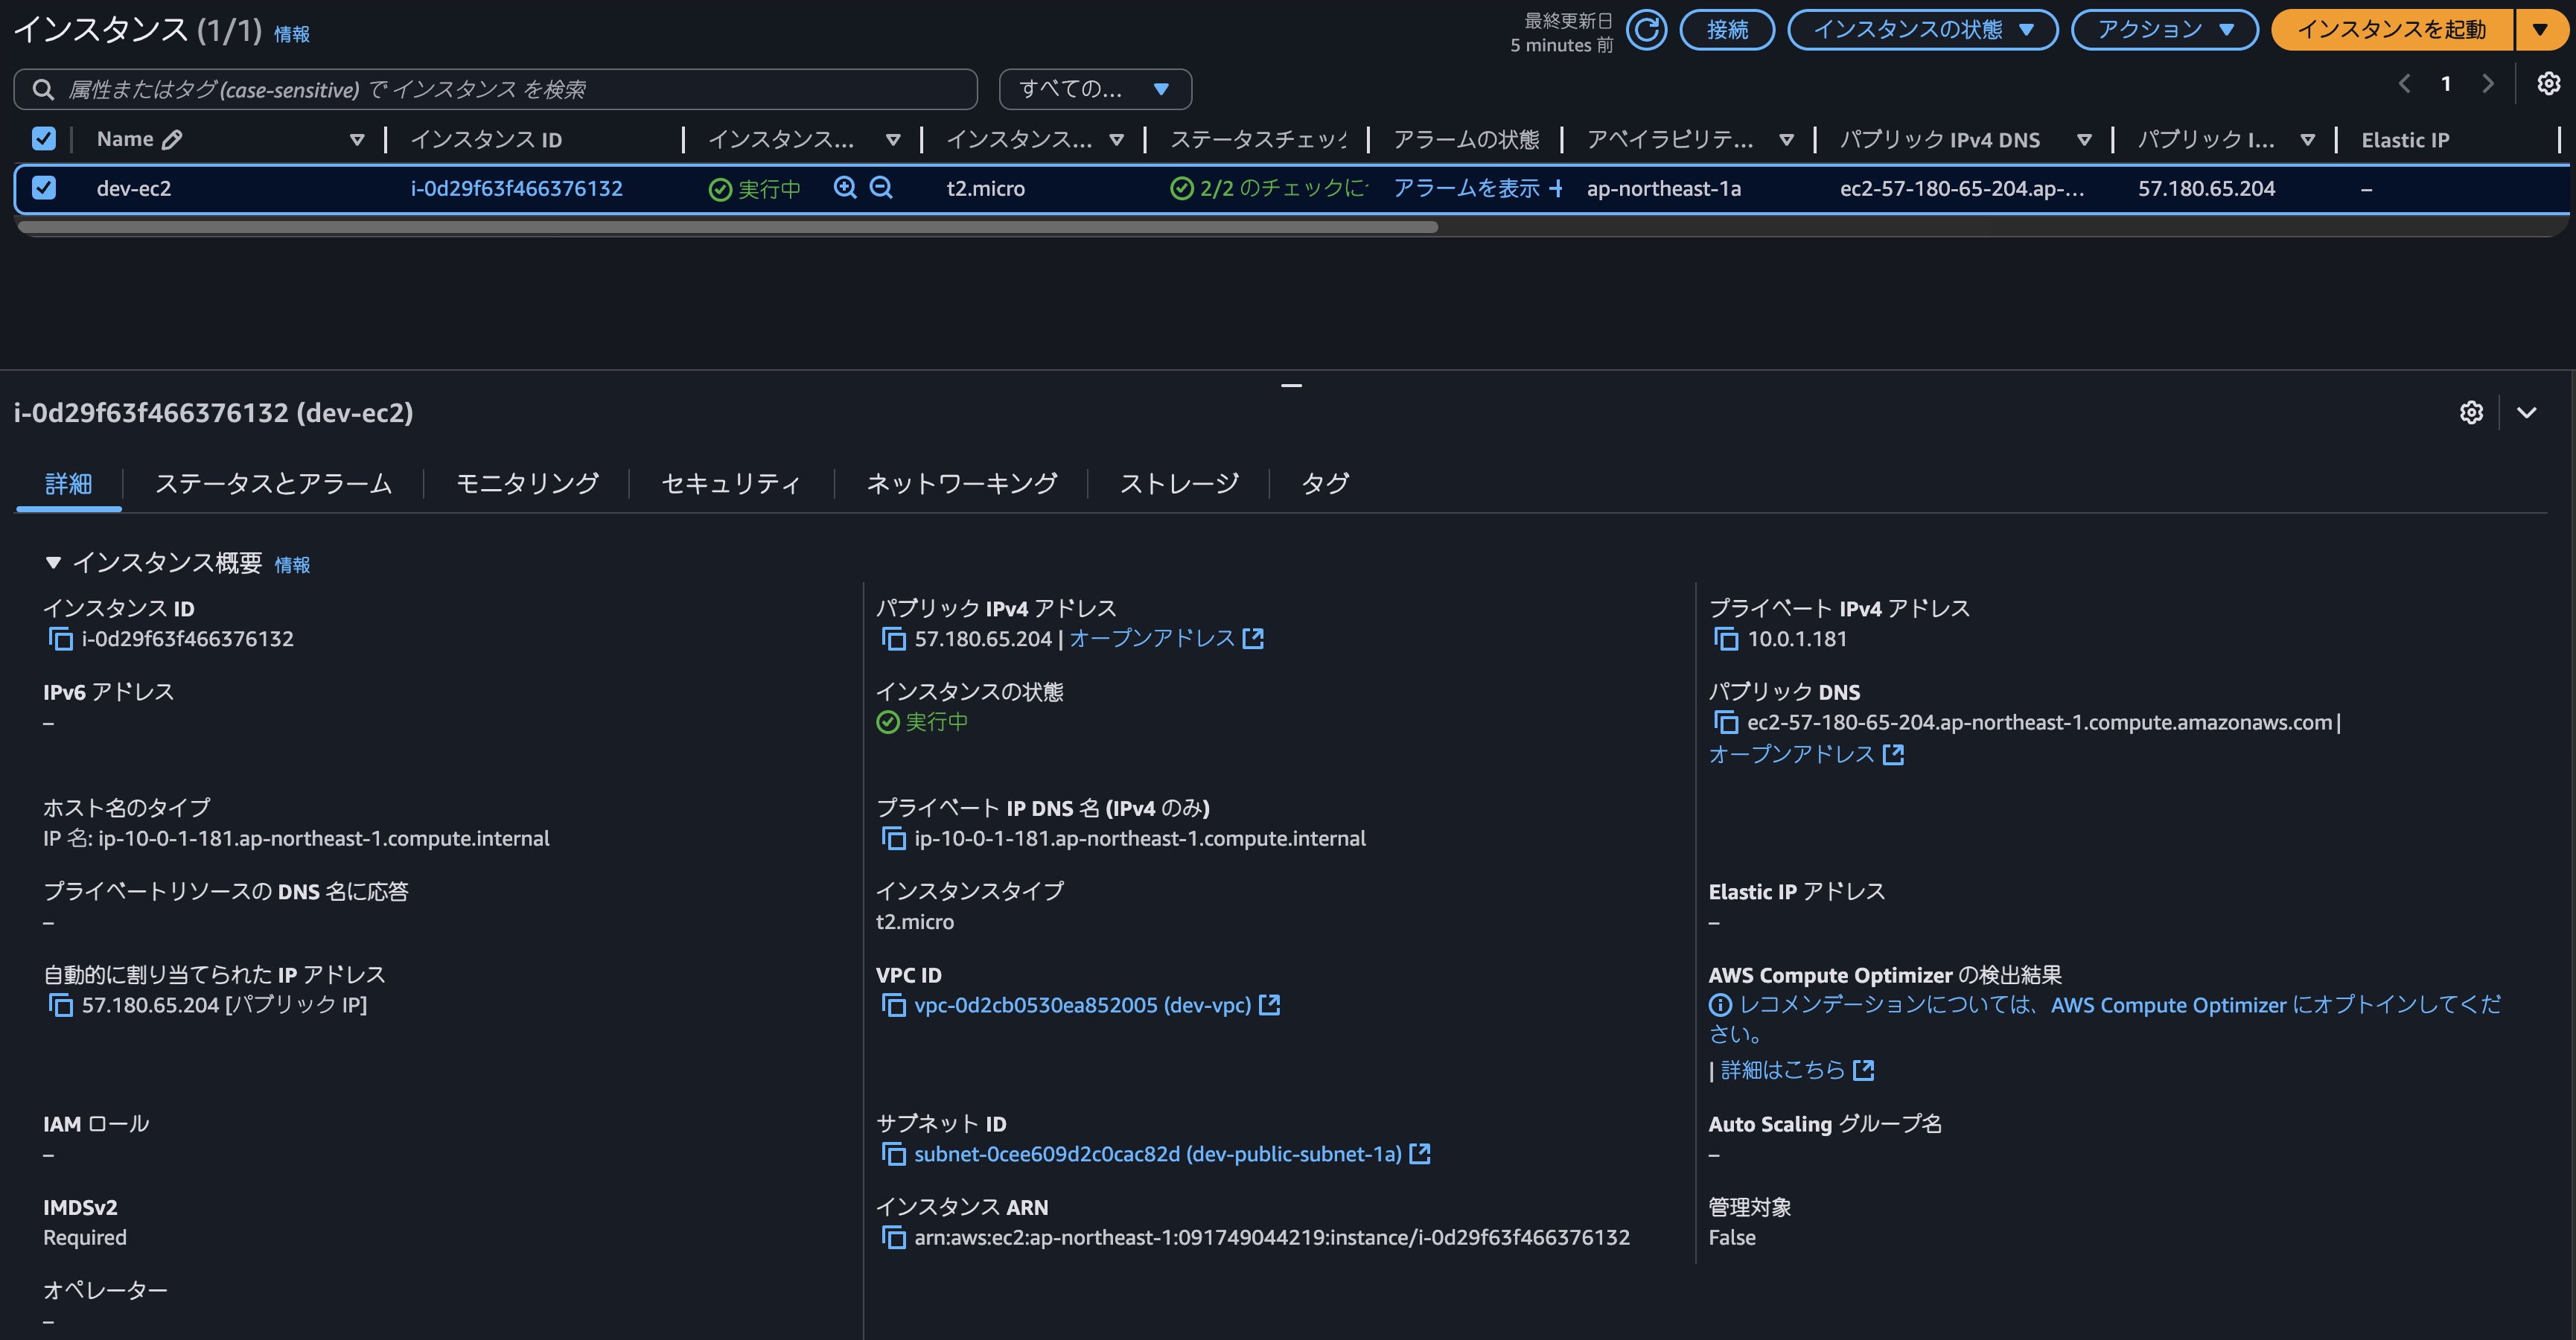 インスタンス (1/1) 情報
最終更新日
5 minutes 前
接続
インスタンスの状態
アクション
インスタンスを起動
属性またはタグ (case-sensitive) で インスタンス を検索
すべての...
1
Name インスタンス ID インスタンス... インスタンス... ステータスチェック アラームの状態 アベイラビリテ... パブリック IPv4 DNS パブリック I... Elastic IP
dev-ec2 i-0d29f63f466376132 実行中 t2.micro 2/2 のチェックに アラームを表示 ap-northeast-1a ec2-57-180-65-204.ap-... 57.180.65.204 –
i-0d29f63f466376132 (dev-ec2)
詳細 ステータスとアラーム モニタリング セキュリティ ネットワーキング ストレージ タグ
インスタンス概要 情報
インスタンス ID
i-0d29f63f466376132
パブリック IPv4 アドレス
57.180.65.204 | オープンアドレス
プライベート IPv4 アドレス
10.0.1.181
IPv6 アドレス
–
インスタンスの状態
実行中
パブリック DNS
ec2-57-180-65-204.ap-northeast-1.compute.amazonaws.com |
オープンアドレス
ホスト名のタイプ
IP 名: ip-10-0-1-181.ap-northeast-1.compute.internal
プライベート IP DNS 名 (IPv4 のみ)
ip-10-0-1-181.ap-northeast-1.compute.internal
プライベートリソースの DNS 名に応答
–
インスタンスタイプ
t2.micro
Elastic IP アドレス
–
自動的に割り当てられた IP アドレス
57.180.65.204 [パブリック IP]
VPC ID
vpc-0d2cb0530ea852005 (dev-vpc)
AWS Compute Optimizer の検出結果
レコメンデーションについては、AWS Compute Optimizer にオプトインしてくだ
さい。
| 詳細はこちら
IAM ロール
–
サブネット ID
subnet-0cee609d2c0cac82d (dev-public-subnet-1a)
Auto Scaling グループ名
–
IMDSv2
Required
インスタンス ARN
arn:aws:ec2:ap-northeast-1:091749044219:instance/i-0d29f63f466376132
管理対象
False
オペレーター
–